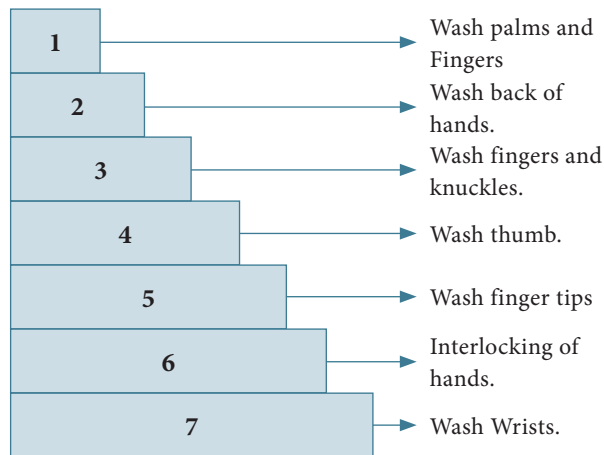 1
Wash palms and
Fingers
2
Wash back of
hands.
3
Wash fingers and
knuckles.
4
Wash thumb.
5
Wash finger tips
6
Interlocking of
hands.
7
Wash Wrists.